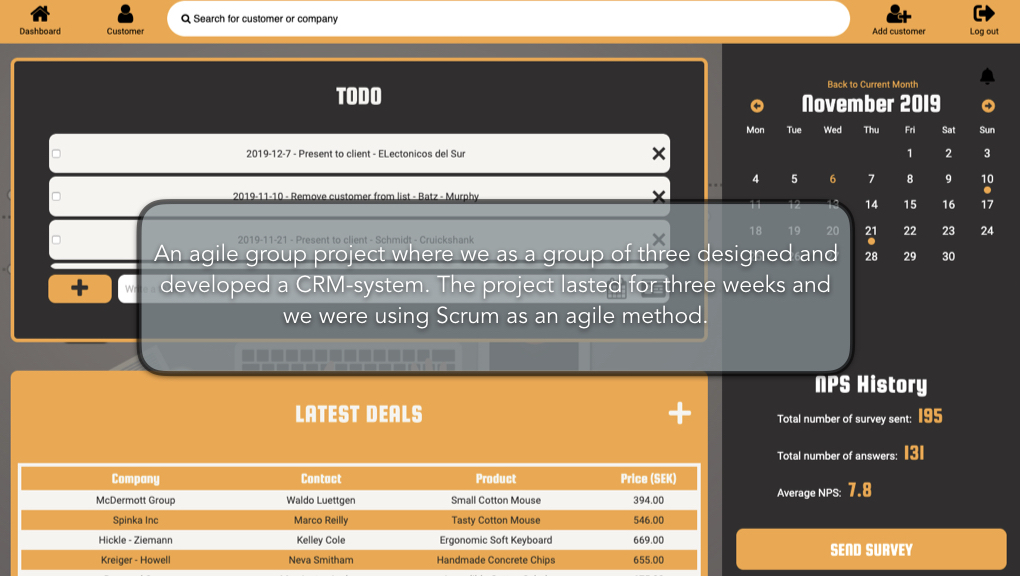 Dashboard
Customer
Search for customer or company
Add customer
Log out
TODO
2019-12-7 - Present to client - ELectonicos del Sur
2019-11-10 - Remove customer from list - Batz - Murphy
2019-11-21 - Present to client - Schmidt - Cruickshank
An agile group project where we as a group of three designed and
developed a CRM-system. The project lasted for three weeks and
we were using Scrum as an agile method.
Back to Current Month
November 2019
Mon Tue Wed Thu Fri Sat Sun
1 2 3
4 5 6 7 8 9 10
11 12 13 14 15 16 17
18 19 20 21 22 23 24
28 29 30
LATEST DEALS
Company Contact Product Price (SEK)
McDermott Group Waldo Luettgen Small Cotton Mouse 394.00
Spinka Inc Marco Reilly Tasty Cotton Mouse 546.00
Hickle - Ziemann Kelley Cole Ergonomic Soft Keyboard 669.00
Kreiger - Howell Neva Smitham Handmade Concrete Chips 655.00
NPS History
Total number of survey sent: 195
Total number of answers: 131
Average NPS: 7.8
SEND SURVEY